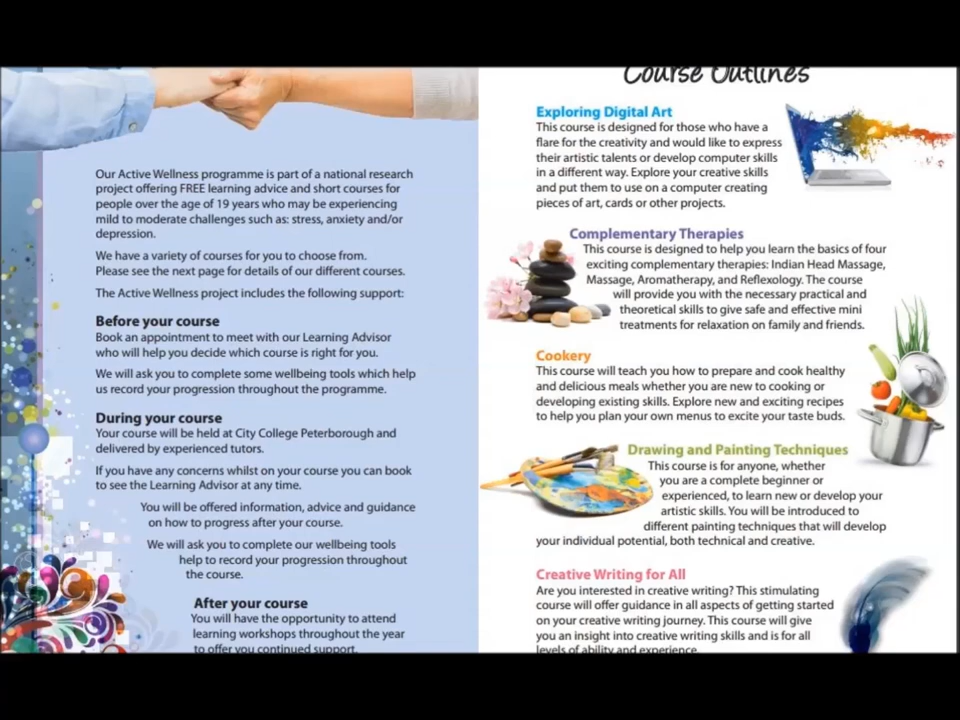 Our Active Wellness programme is part of a national research
project offering FREE learning advice and short courses for
people over the age of 19 years who may be experiencing
mild to moderate challenges such as: stress, anxiety and/or
depression.
We have a variety of courses for you to choose from.
Please see the next page for details of our different courses.
The Active Wellness project includes the following support:
Before your course
Book an appointment to meet with our Learning Advisor
who will help you decide which course is right for you.
We will ask you to complete some wellbeing tools which help
us record your progression throughout the programme.
During your course
Your course will be held at City College Peterborough and
delivered by experienced tutors.
If you have any concerns whilst on your course you can book
to see the Learning Advisor at any time.
You will be offered information, advice and guidance
on how to progress after your course.
We will ask you to complete our wellbeing tools
help to record your progression throughout
the course.
After your course
You will have the opportunity to attend
learning workshops throughout the year
to offer you continued support.
Course Outlines
Exploring Digital Art
This course is designed for those who have a
flare for the creativity and would like to express
their artistic talents or develop computer skills
in a different way. Explore your creative skills
and put them to use on a computer creating
pieces of art, cards or other projects.
Complementary Therapies
This course is designed to help you learn the basics of four
exciting complementary therapies: Indian Head Massage,
Massage, Aromatherapy, and Reflexology. The course
will provide you with the necessary practical and
theoretical skills to give safe and effective mini
treatments for relaxation on family and friends.
Cookery
This course will teach you how to prepare and cook healthy
and delicious meals whether you are new to cooking or
developing existing skills. Explore new and exciting recipes
to help you plan your own menus to excite your taste buds.
Drawing and Painting Techniques
This course is for anyone, whether
you are a complete beginner or
experienced, to learn new or develop your
artistic skills. You will be introduced to
different painting techniques that will develop
your individual potential, both technical and creative.
Creative Writing for All
Are you interested in creative writing? This stimulating
course will offer guidance in all aspects of getting started
on your creative writing journey. This course will give
you an insight into creative writing skills and is for all
levels of ability and experience.